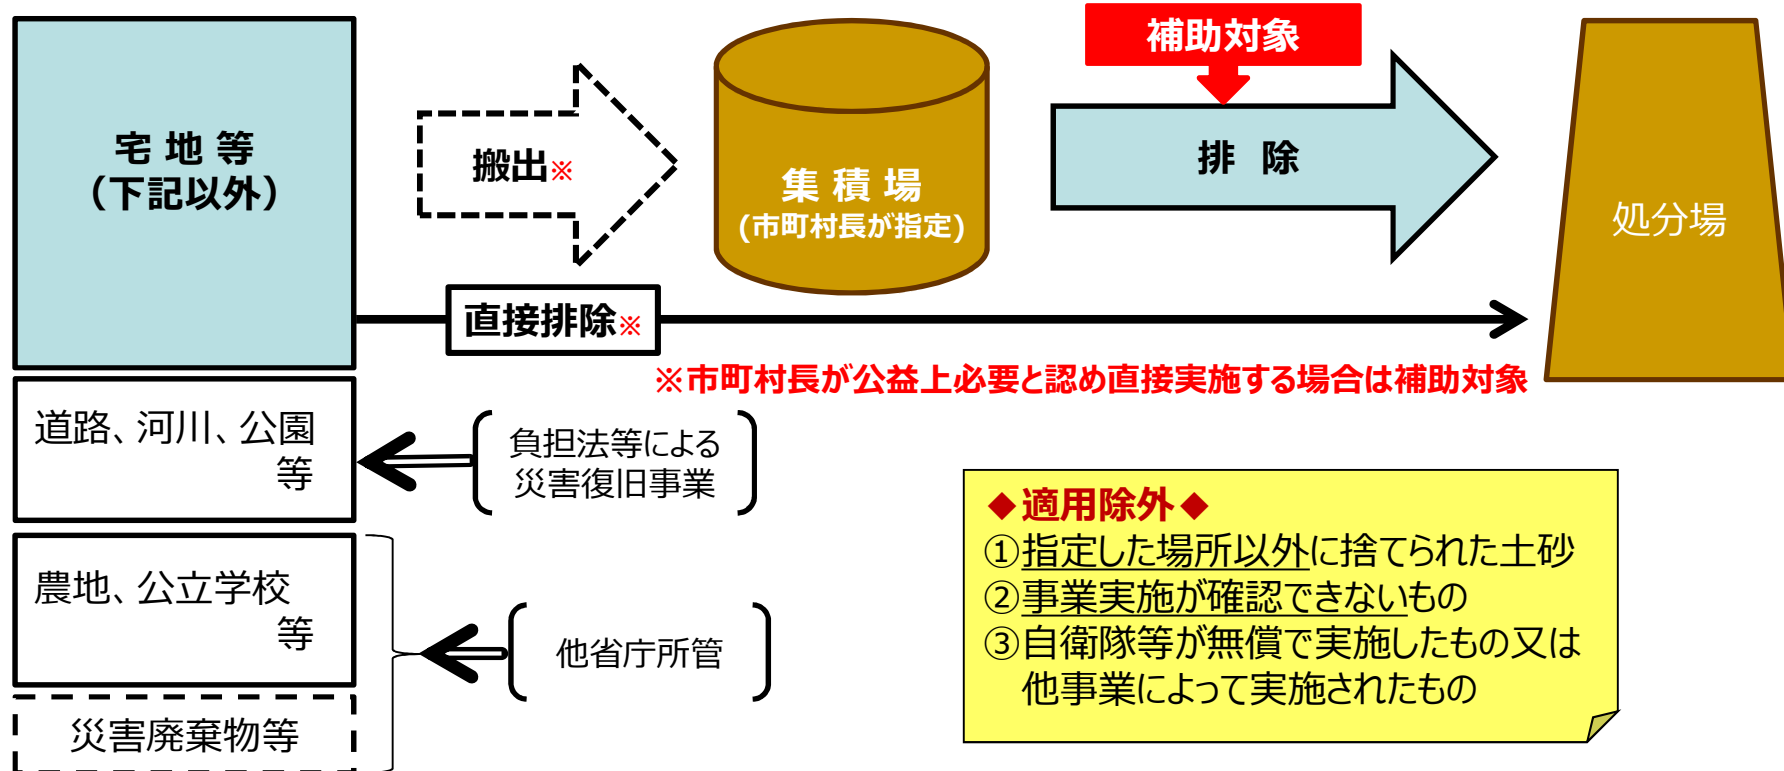 宅 地 等
（下記以外）
搬出※
集 積 場
(市町村長が指定)
補助対象
排 除
処分場
直接排除※
※市町村長が公益上必要と認め直接実施する場合は補助対象
道路、河川、公園
等
負担法等による
災害復旧事業
農地、公立学校
等
他省庁所管
災害廃棄物等
◆適用除外◆
①指定した場所以外に捨てられた土砂
②事業実施が確認できないもの
③自衛隊等が無償で実施したもの又は
他事業によって実施されたもの